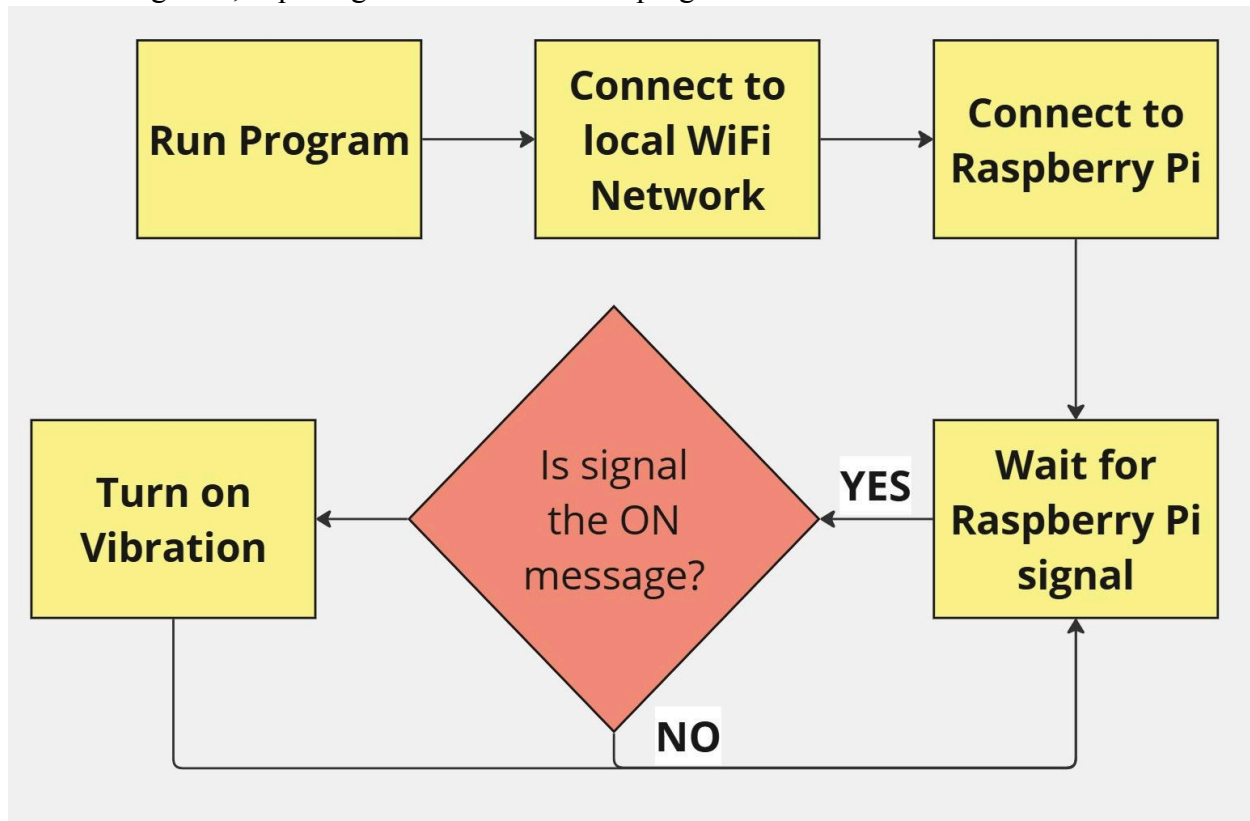 Run Program
Connect to
local WiFi
Network
Connect to
Raspberry Pi
Wait for
Raspberry Pi
signal
YES
Is signal
the ON
message?
Turn on
Vibration
NO